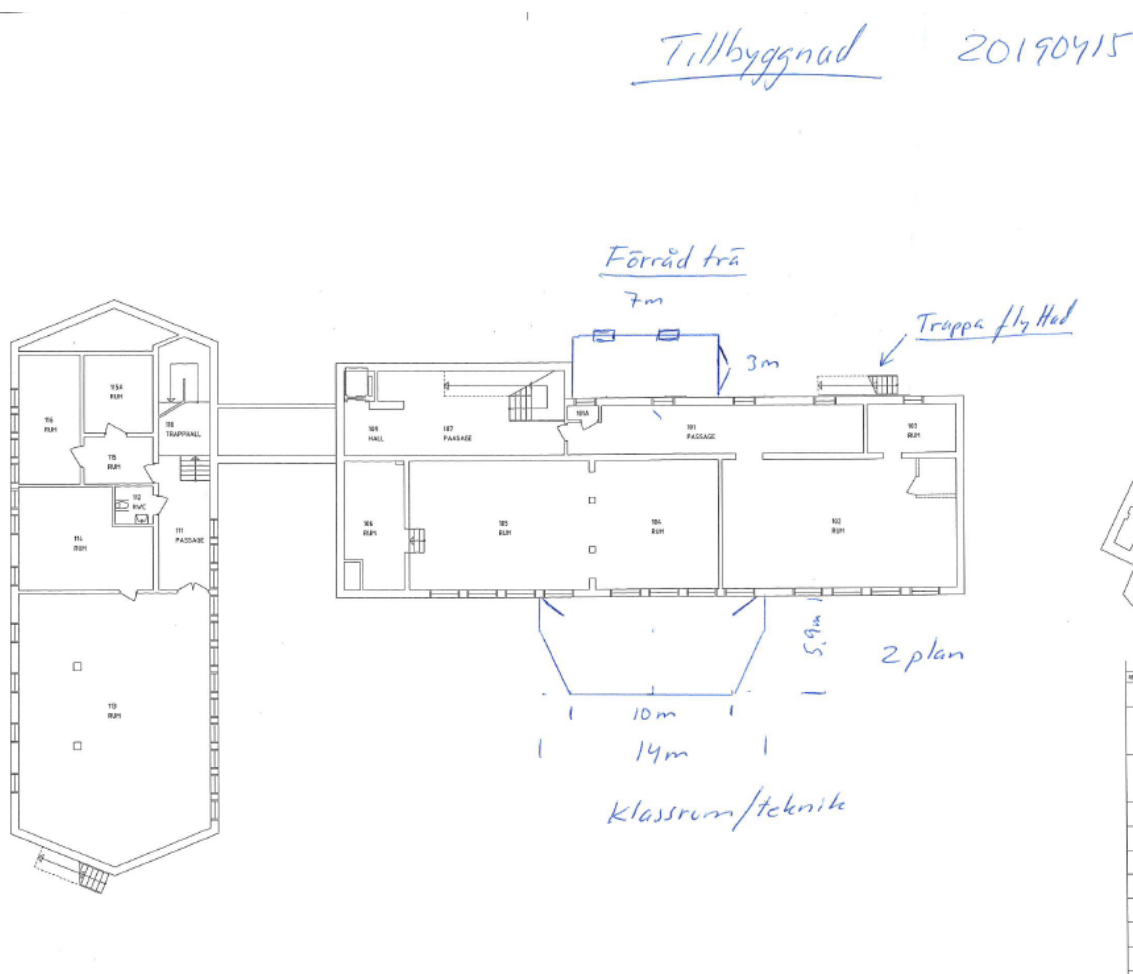 Tillbyggnad 20190415
Förråd trä
7m
Trappa flyttad
3m
115A
RUM
116
RUM
118
TRAPPHALL
115
RUM
112
RWC
111
PASSAGE
114
RUM
113
RUM
109
HALL
107
PASSAGE
101A
101
PASSAGE
103
RUM
106
RUM
105
RUM
104
RUM
102
RUM
5,9m
2 plan
10m
14m
Klassrum/teknik